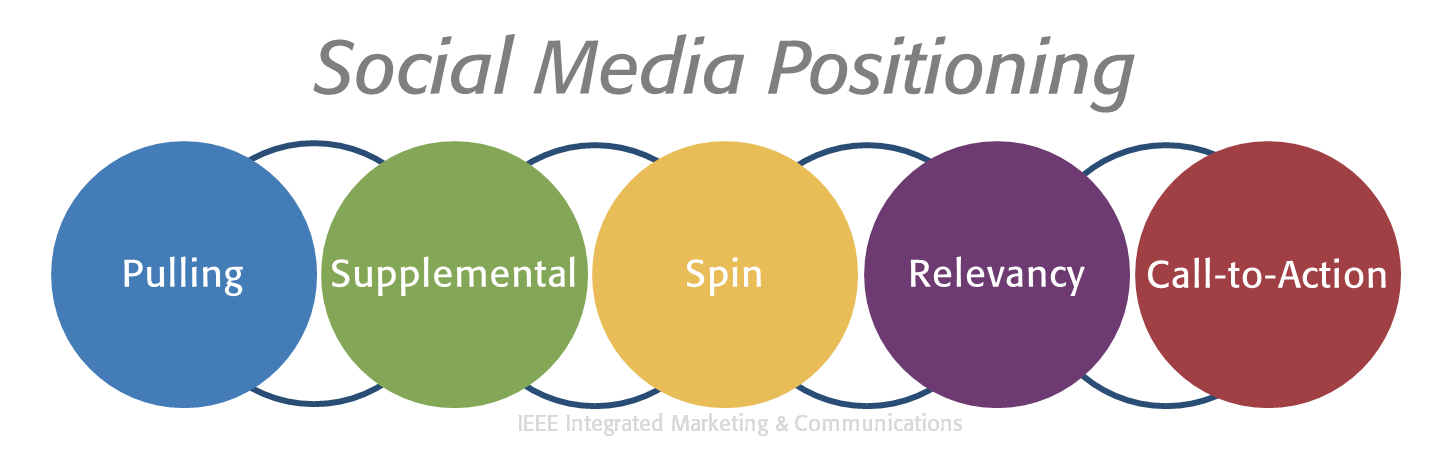 Social Media Positioning
Pulling
Supplemental
Spin
Relevancy
Call-to-Action
IEEE Integrated Marketing & Communications